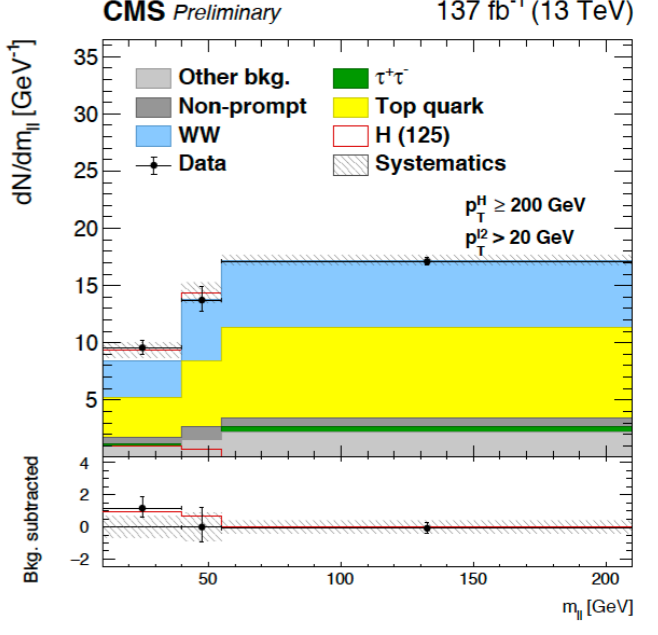 CMS Preliminary 137 fb⁻¹ (13 TeV)
dN/dm_ll [GeV⁻¹]
35
30
25
20
15
10
5
Other bkg.
τ⁺τ⁻
Non-prompt
Top quark
WW
H (125)
Data
Systematics
p_T^H ≥ 200 GeV
p_T^l2 > 20 GeV
Bkg. subtracted
4
2
0
−2
50
100
150
200
m_ll [GeV]